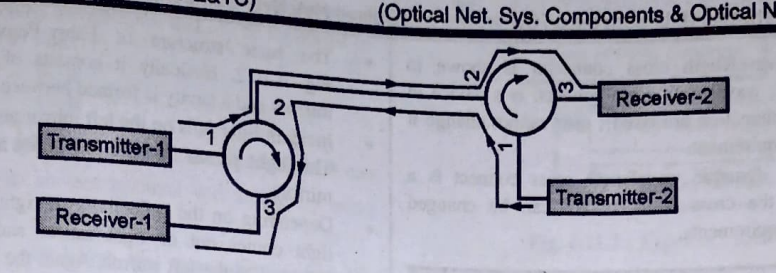 (Optical Net. Sys. Components & Optical N
2
3
Receiver-2
1
2
Transmitter-1
1
Transmitter-2
3
Receiver-1